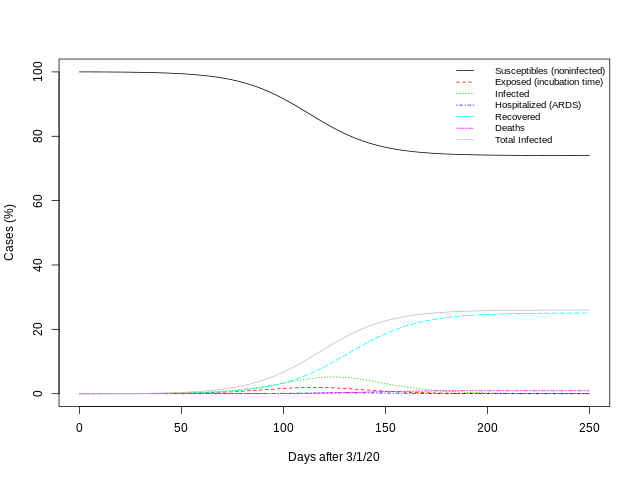 Susceptibles (noninfected)
Exposed (incubation time)
Infected
Hospitalized (ARDS)
Recovered
Deaths
Total Infected
Cases (%)
100
80
60
40
20
0
0 50 100 150 200 250
Days after 3/1/20